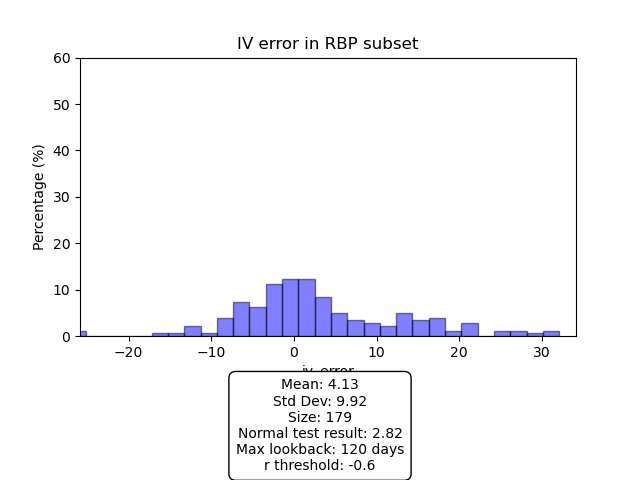 IV error in RBP subset
60
50
40
30
20
10
0
Percentage (%)
−20 −10 0 10 20 30
iv_error
Mean: 4.13
Std Dev: 9.92
Size: 179
Normal test result: 2.82
Max lookback: 120 days
r threshold: -0.6